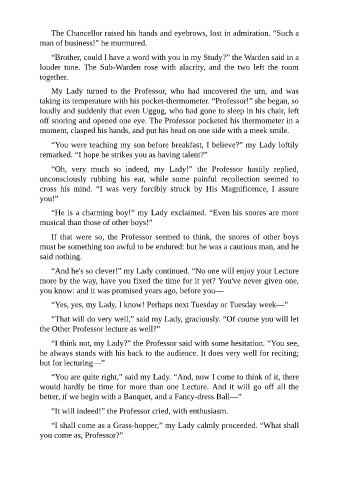 The Chancellor raised his hands and eyebrows, lost in admiration. “Such a
man of business!” he murmured.
“Brother, could I have a word with you in my Study?” the Warden said in a
louder tone. The Sub-Warden rose with alacrity, and the two left the room
together.
My Lady turned to the Professor, who had uncovered the urn, and was
taking its temperature with his pocket-thermometer. “Professor!” she began, so
loudly and suddenly that even Uggug, who had gone to sleep in his chair, left
off snoring and opened one eye. The Professor pocketed his thermometer in a
moment, clasped his hands, and put his head on one side with a meek smile.
“You were teaching my son before breakfast, I believe?” my Lady loftily
remarked. “I hope he strikes you as having talent?”
“Oh, very much so indeed, my Lady!” the Professor hastily replied,
unconsciously rubbing his ear, while some painful recollection seemed to
cross his mind. “I was very forcibly struck by His Magnificence, I assure
you!”
“He is a charming boy!” my Lady exclaimed. “Even his snores are more
musical than those of other boys!”
If that were so, the Professor seemed to think, the snores of other boys
must be something too awful to be endured: but he was a cautious man, and he
said nothing.
“And he's so clever!” my Lady continued. “No one will enjoy your Lecture
more by the way, have you fixed the time for it yet? You've never given one,
you know: and it was promised years ago, before you—
“Yes, yes, my Lady, I know! Perhaps next Tuesday or Tuesday week—”
“That will do very well,” said my Lady, graciously. “Of course you will let
the Other Professor lecture as well?”
“I think not, my Lady?” the Professor said with some hesitation. “You see,
he always stands with his back to the audience. It does very well for reciting;
but for lecturing—”
“You are quite right,” said my Lady. “And, now I come to think of it, there
would hardly be time for more than one Lecture. And it will go off all the
better, if we begin with a Banquet, and a Fancy-dress Ball—”
“It will indeed!” the Professor cried, with enthusiasm.
“I shall come as a Grass-hopper,” my Lady calmly proceeded. “What shall
you come as, Professor?”